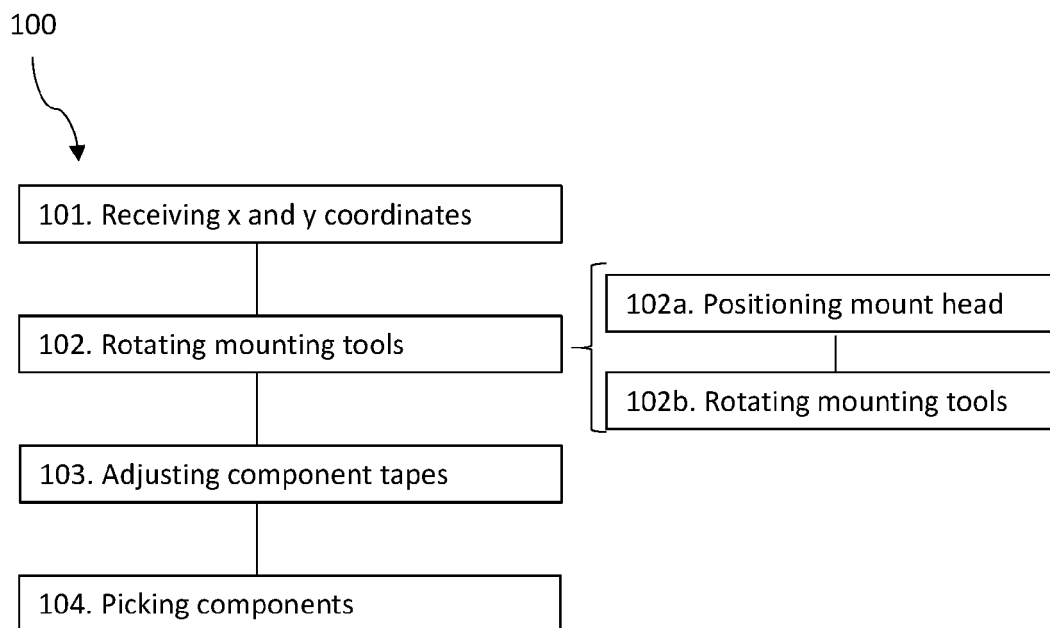 100
101. Receiving x and y coordinates
102. Rotating mounting tools
102a. Positioning mount head
102b. Rotating mounting tools
103. Adjusting component tapes
104. Picking components